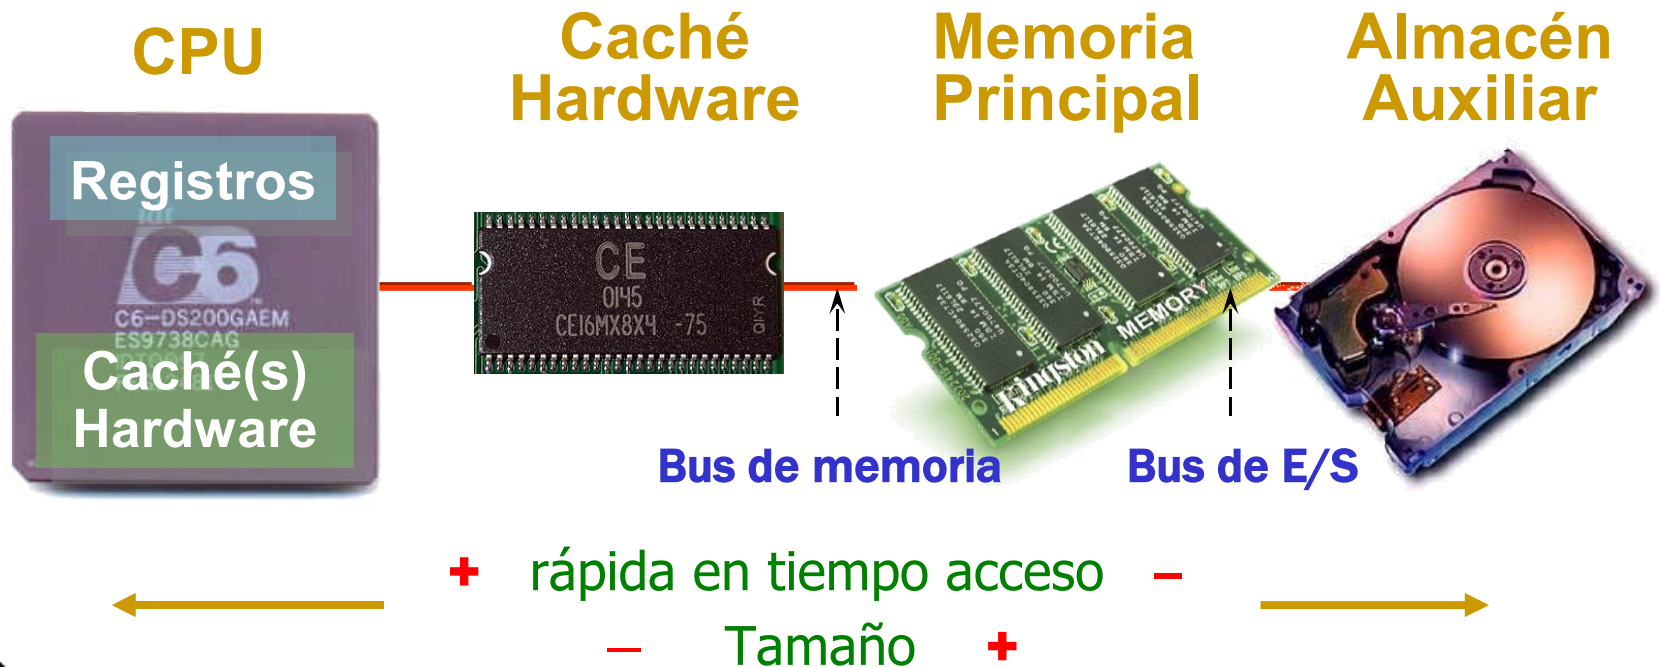 CPU
Caché
Hardware
Memoria
Principal
Almacén
Auxiliar
Registros
C6
C6-DS200GAEM
ES9738CAG
Caché(s)
Hardware
CE
0145
CE16MX8X4 -75
MEMORY
Kingston
Bus de memoria
Bus de E/S
+ rápida en tiempo acceso –
– Tamaño +